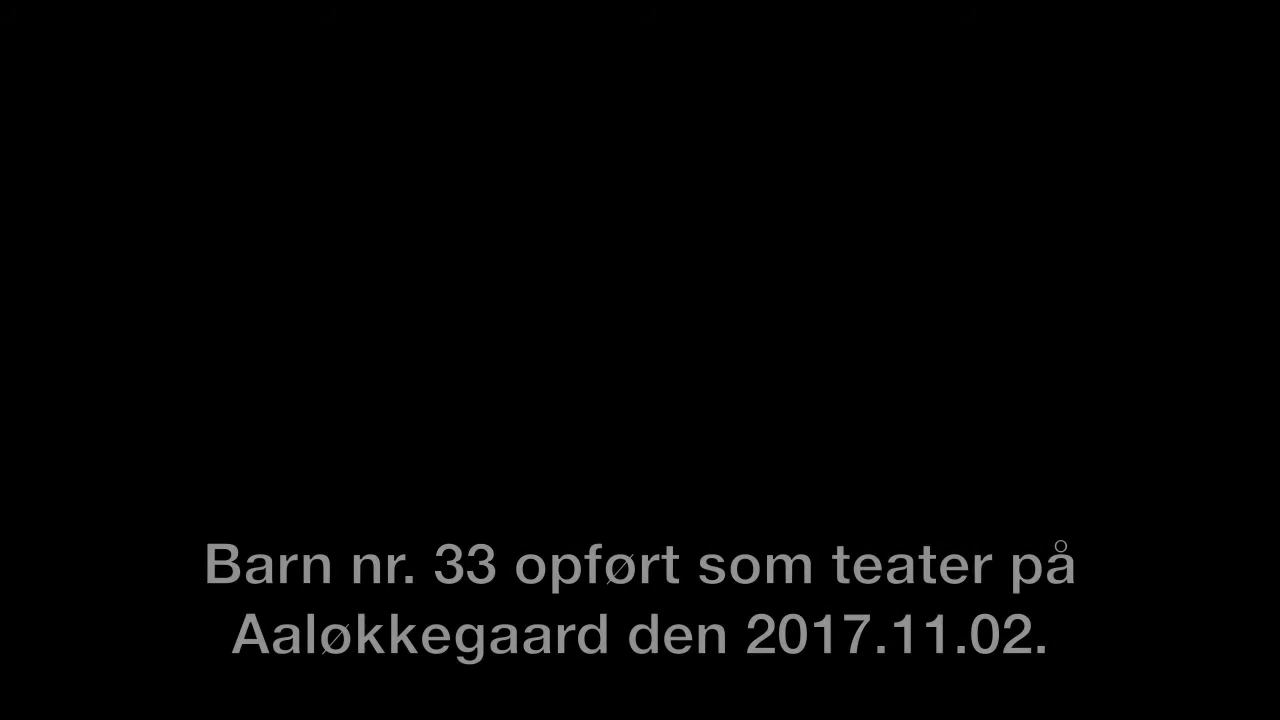 Barn nr. 33 opført som teater på
Aaløkkegaard den 2017.11.02.